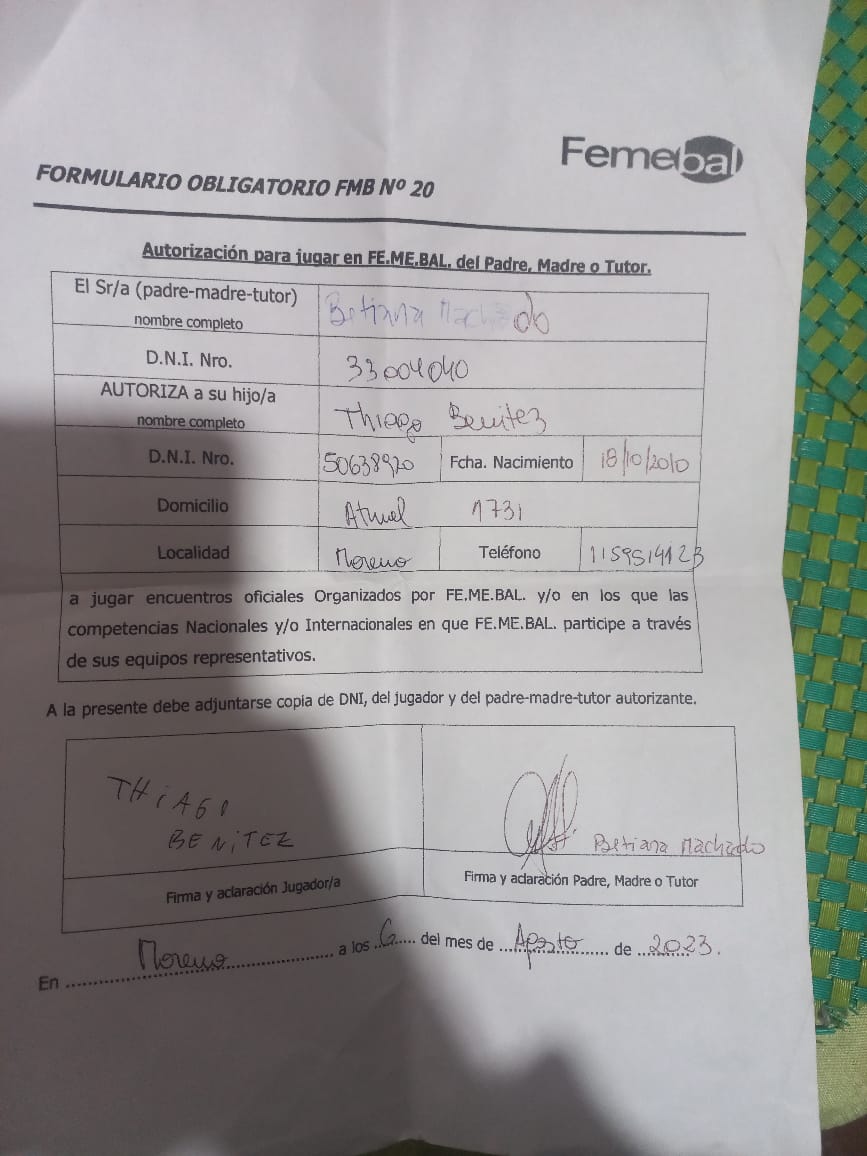 Femebal
FORMULARIO OBLIGATORIO FMB Nº 20
Autorización para jugar en FE.ME.BAL. del Padre, Madre o Tutor.
El Sr/a (padre-madre-tutor) nombre completo Betiana Machado
D.N.I. Nro. 33004040
AUTORIZA a su hijo/a nombre completo Thiago Benitez
D.N.I. Nro. 50638920 Fcha. Nacimiento 18/10/2010
Domicilio Atuel 1731
Localidad Moreno Teléfono
a jugar encuentros oficiales Organizados por FE.ME.BAL. y/o en los que las
competencias Nacionales y/o Internacionales en que FE.ME.BAL. participe a través
de sus equipos representativos.
A la presente debe adjuntarse copia de DNI, del jugador y del padre-madre-tutor autorizante.
THiAGO
BENiTEZ
Betiana Machado
Firma y aclaración Jugador/a Firma y aclaración Padre, Madre o Tutor
En Moreno a los 6 del mes de Agosto de 2023.